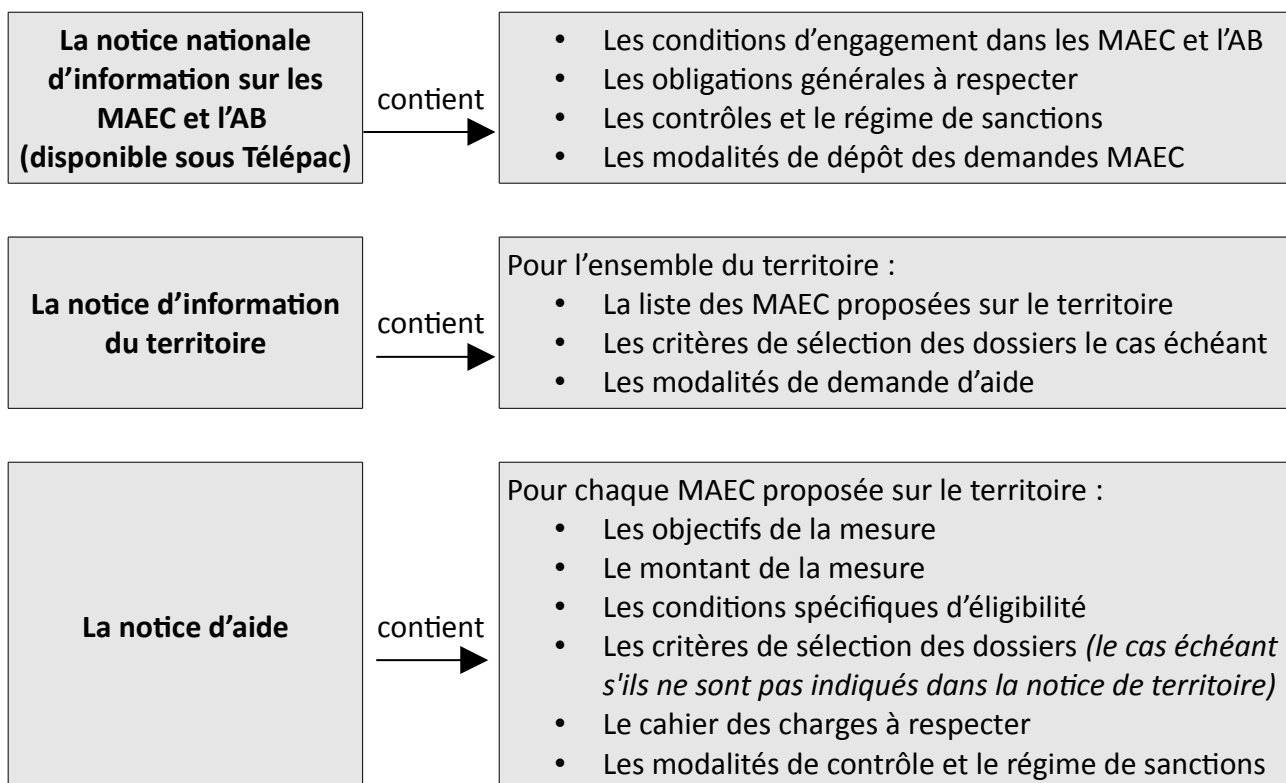 La notice nationale
d'information sur les
MAEC et l'AB
(disponible sous Télépac)
contient
• Les conditions d'engagement dans les MAEC et l'AB
• Les obligations générales à respecter
• Les contrôles et le régime de sanctions
• Les modalités de dépôt des demandes MAEC
La notice d'information
du territoire
contient
Pour l'ensemble du territoire :
• La liste des MAEC proposées sur le territoire
• Les critères de sélection des dossiers le cas échéant
• Les modalités de demande d'aide
La notice d'aide
contient
Pour chaque MAEC proposée sur le territoire :
• Les objectifs de la mesure
• Le montant de la mesure
• Les conditions spécifiques d'éligibilité
• Les critères de sélection des dossiers (le cas échéant
s'ils ne sont pas indiqués dans la notice de territoire)
• Le cahier des charges à respecter
• Les modalités de contrôle et le régime de sanctions